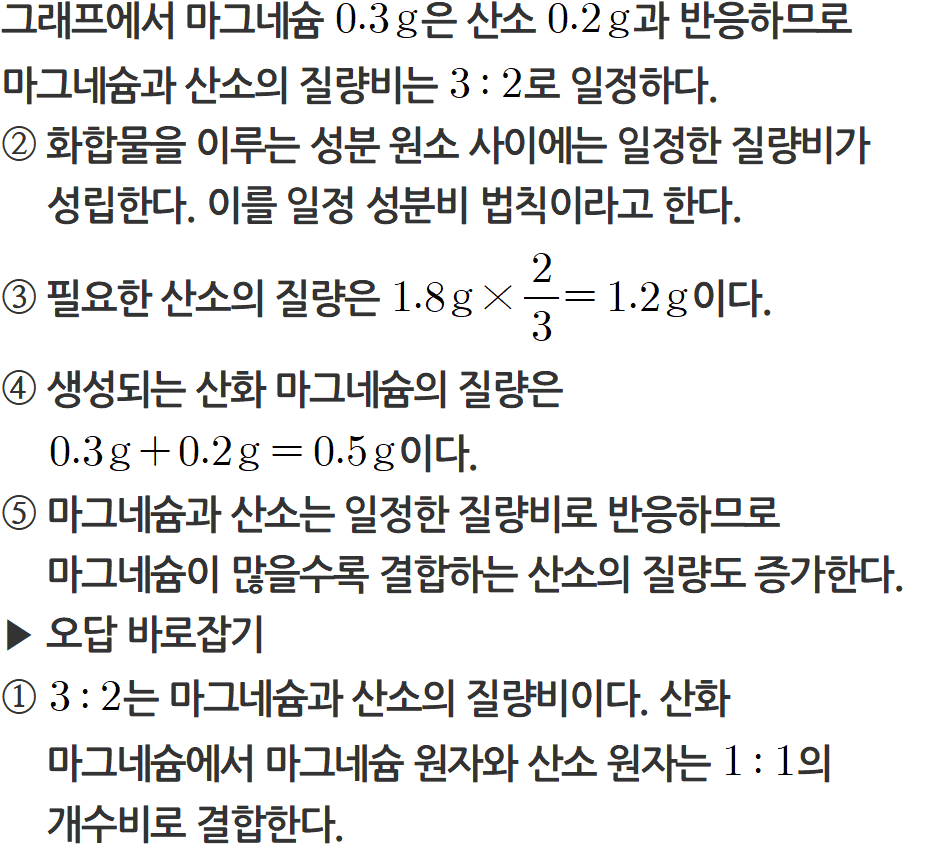 그래프에서 마그네슘 0.3 g은 산소 0.2 g과 반응하므로
마그네슘과 산소의 질량비는 3 : 2로 일정하다.
② 화합물을 이루는 성분 원소 사이에는 일정한 질량비가
성립한다. 이를 일정 성분비 법칙이라고 한다.
③ 필요한 산소의 질량은 1.8 g × 2/3 = 1.2 g이다.
④ 생성되는 산화 마그네슘의 질량은
0.3 g + 0.2 g = 0.5 g이다.
⑤ 마그네슘과 산소는 일정한 질량비로 반응하므로
마그네슘이 많을수록 결합하는 산소의 질량도 증가한다.
▶ 오답 바로잡기
① 3 : 2는 마그네슘과 산소의 질량비이다. 산화
마그네슘에서 마그네슘 원자와 산소 원자는 1 : 1의
개수비로 결합한다.